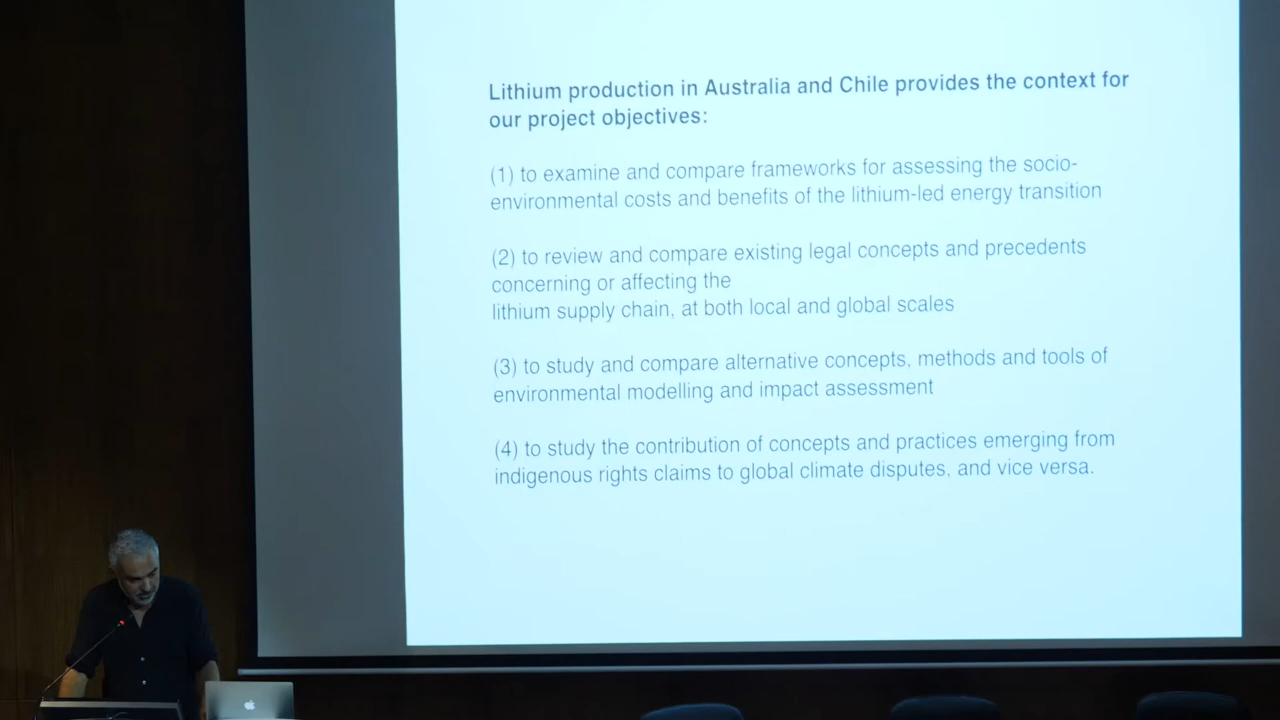 Lithium production in Australia and Chile provides the context for
our project objectives:
(1) to examine and compare frameworks for assessing the socio-
environmental costs and benefits of the lithium-led energy transition
(2) to review and compare existing legal concepts and precedents
concerning or affecting the
lithium supply chain, at both local and global scales
(3) to study and compare alternative concepts, methods and tools of
environmental modelling and impact assessment
(4) to study the contribution of concepts and practices emerging from
indigenous rights claims to global climate disputes, and vice versa.